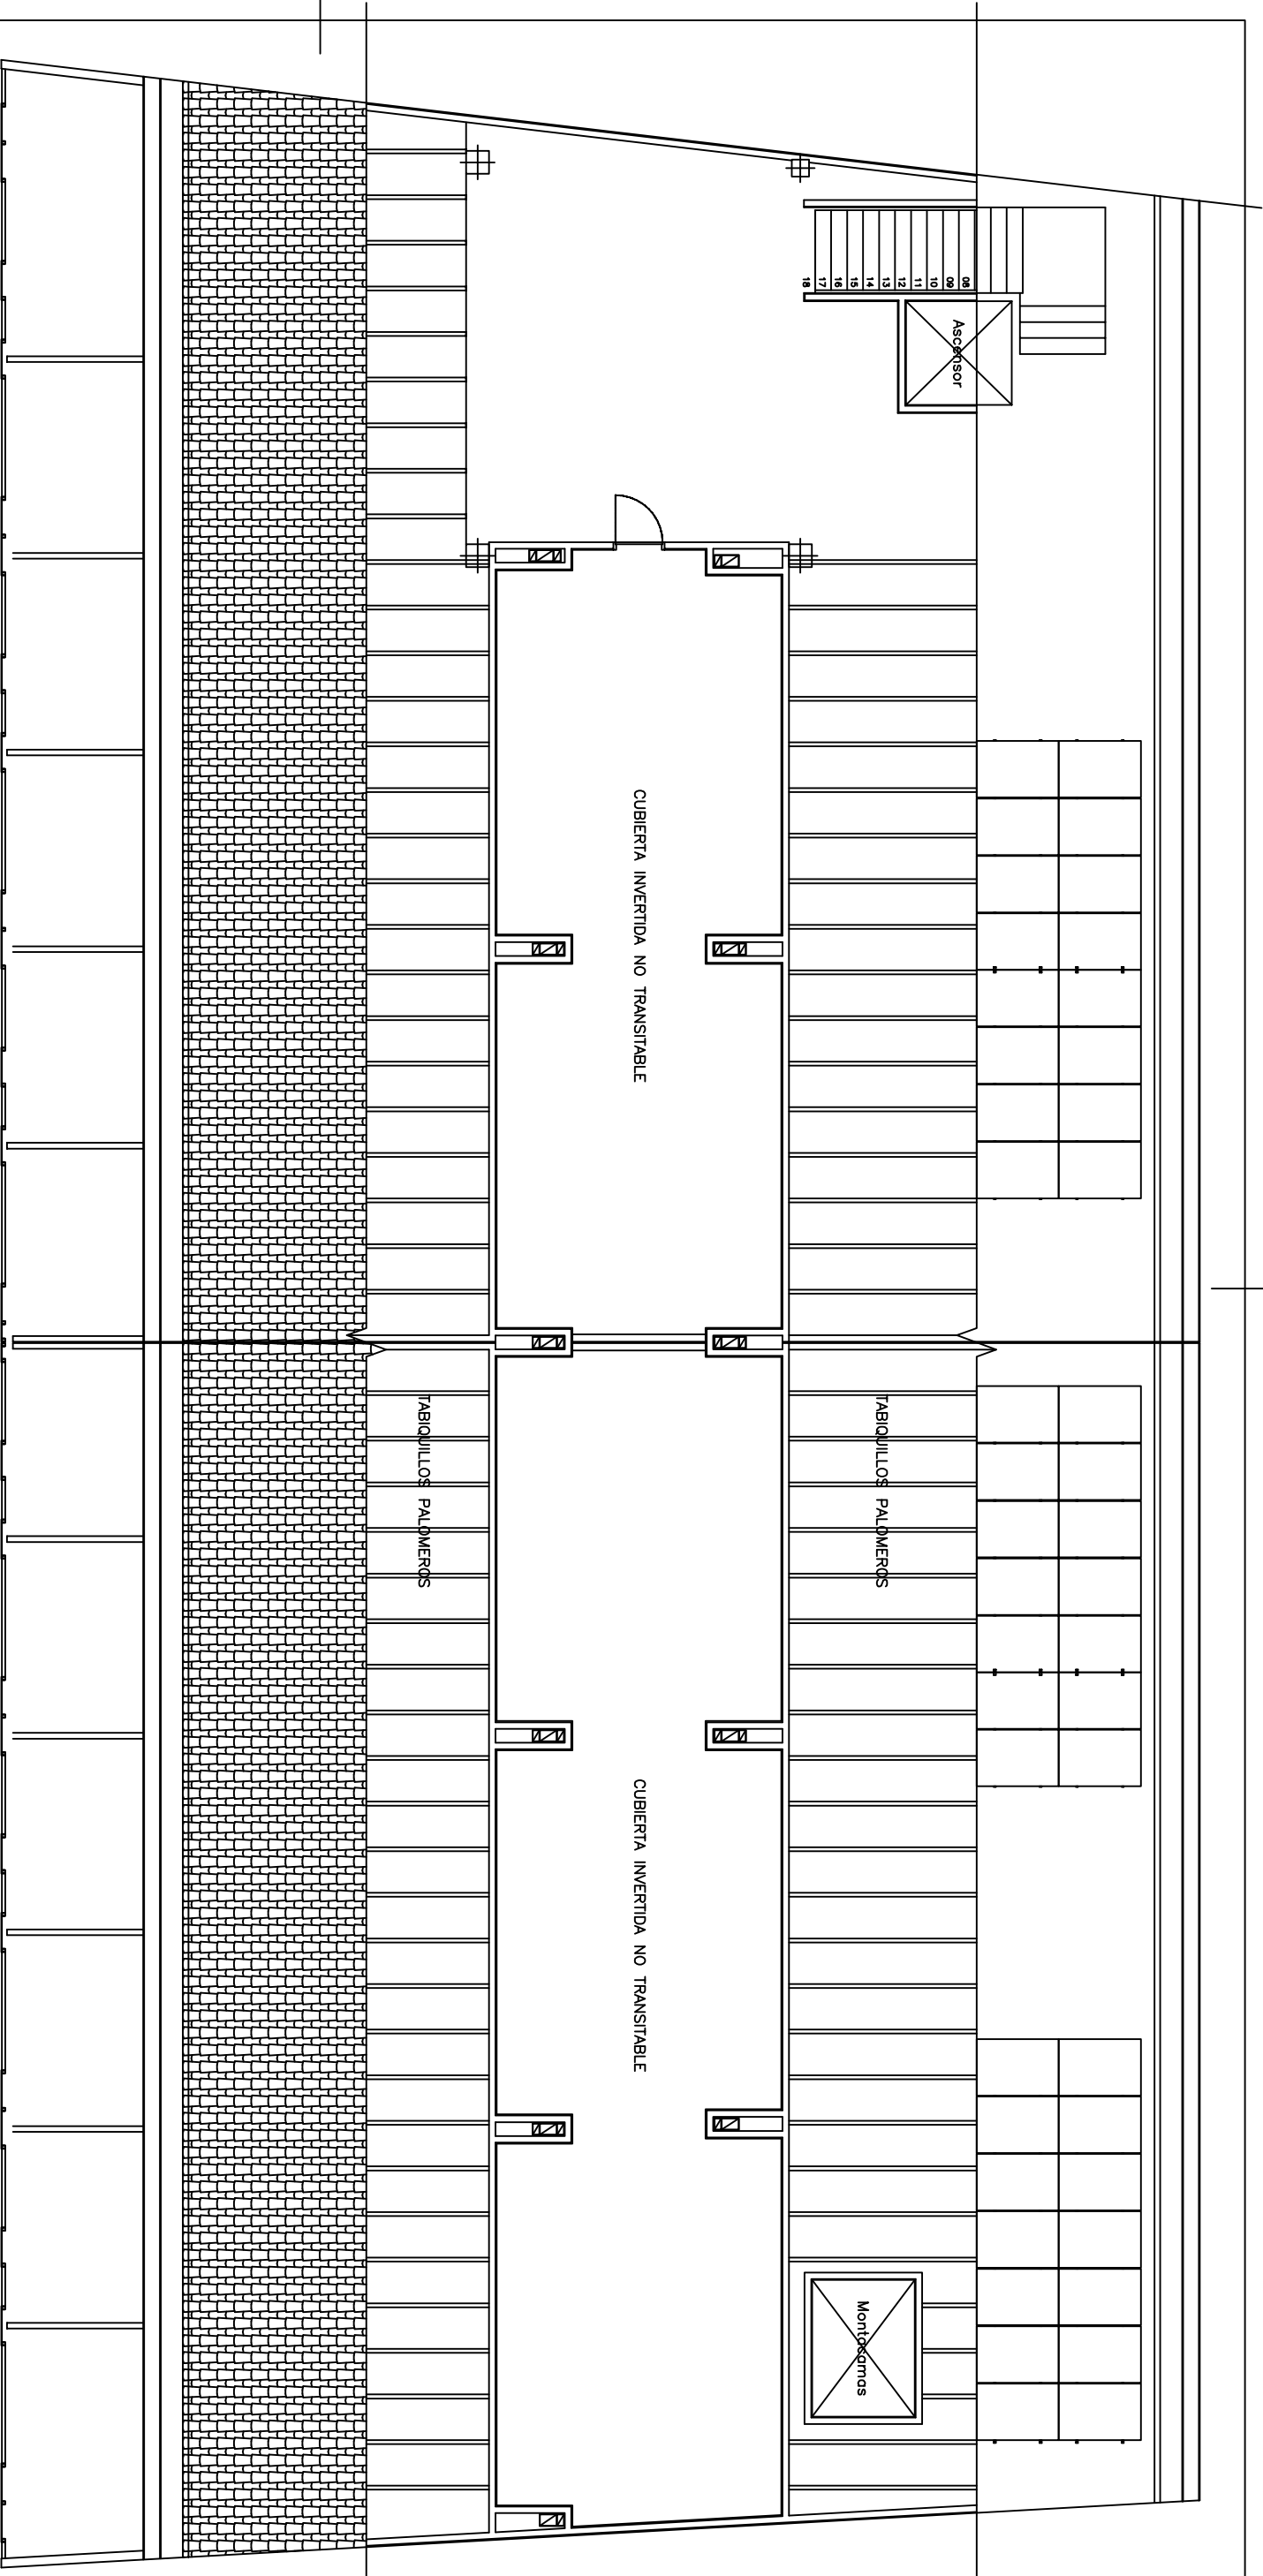 18
17
16
15
14
13
12
11
10
09
08
Ascensor
CUBIERTA INVERTIDA NO TRANSITABLE
TABIQUILLOS PALOMEROS
TABIQUILLOS PALOMEROS
CUBIERTA INVERTIDA NO TRANSITABLE
Montacamas